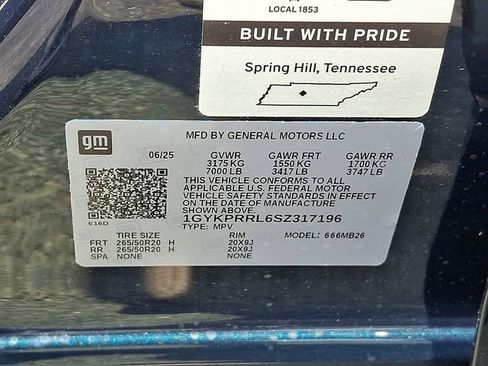 LOCAL 1853
BUILT WITH PRIDE
Spring Hill, Tennessee
gm
MFD BY GENERAL MOTORS LLC
06/25 GVWR GAWR FRT GAWR RR
3175 KG 1550 KG 1700 KG
7000 LB 3417 LB 3747 LB
THIS VEHICLE CONFORMS TO ALL
APPLICABLE U.S. FEDERAL MOTOR
VEHICLE SAFETY STANDARDS IN EFFECT
ON THE DATE OF MANUFACTURE SHOWN ABOVE.
616D
1GYKPRRL6SZ317196
TYPE: MPV MODEL: 666MB26
TIRE SIZE RIM
FRT 265/50R20 H 20X9J
RR 265/50R20 H 20X9J
SPA NONE NONE